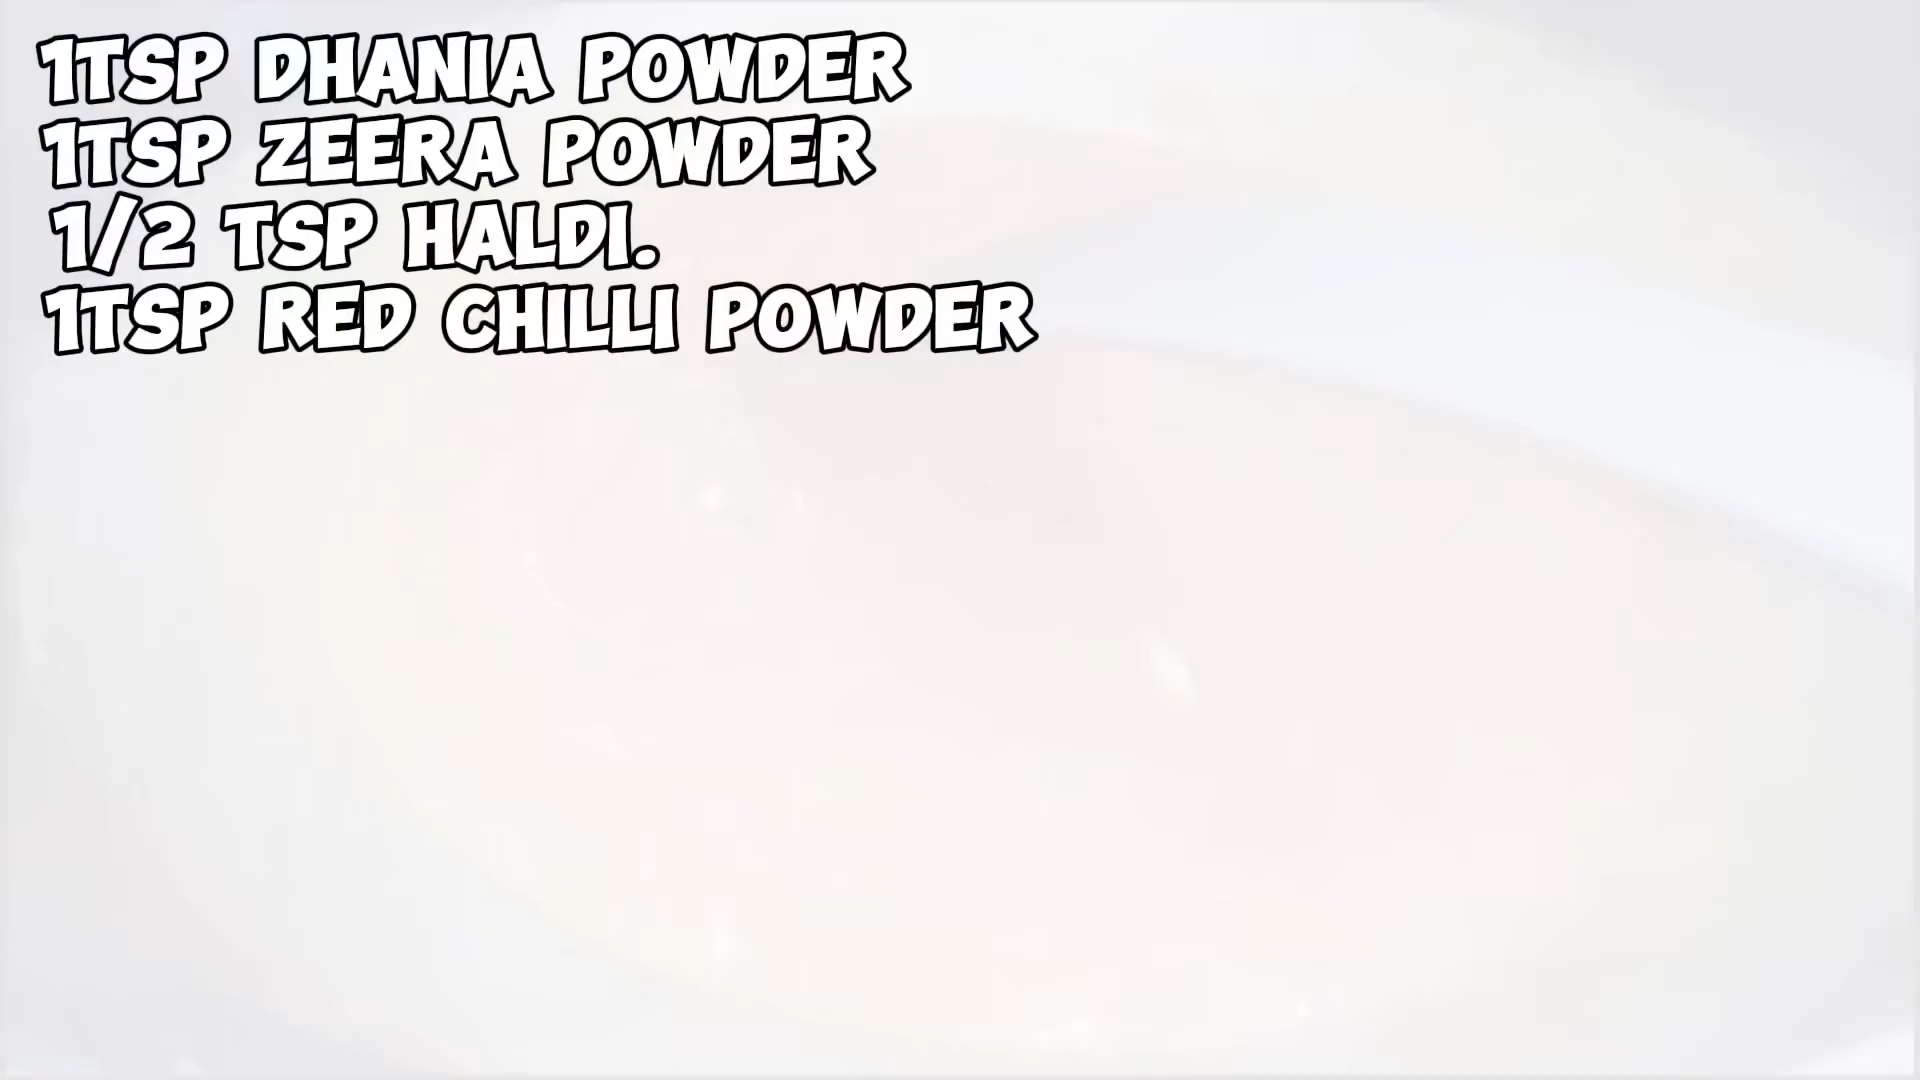 1TSP DHANIA POWDER
1TSP ZEERA POWDER
1/2 TSP HALDI.
1TSP RED CHILLI POWDER